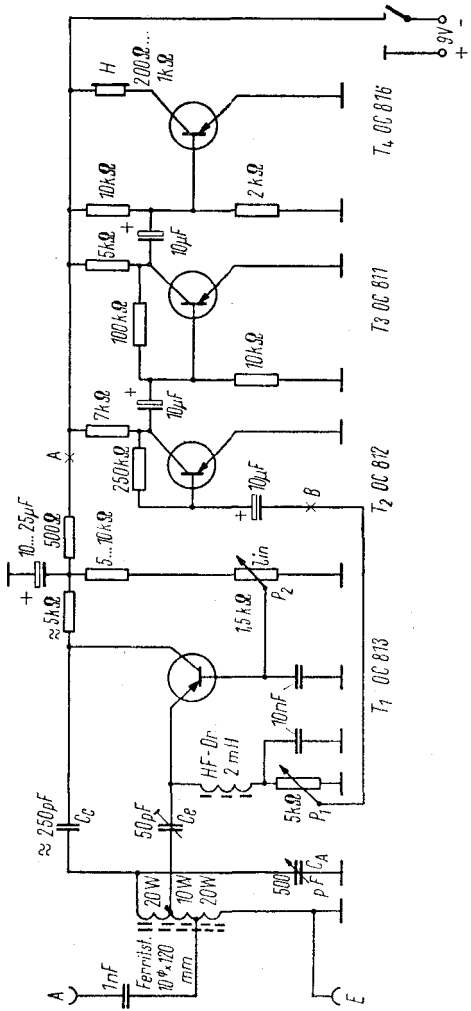 A
1nF
Ferritst.
10⌀×120
mm
20W
10W
20W
E
≈ 250pF
Cc
50pF
Ce
500
pF CA
HF-Dr.
2mH
5kΩ
P1
10nF
T1 OC 813
≈ 5kΩ
+
10...25µF
500Ω
5...10kΩ
1,5kΩ
lin
P2
A
7kΩ
250kΩ
+
10µF
B
T2 OC 812
+
10µF
5kΩ
100kΩ
10kΩ
T3 OC 811
+
10µF
10kΩ
2kΩ
H
200Ω...
1kΩ
T4 OC 816
9V
-
+